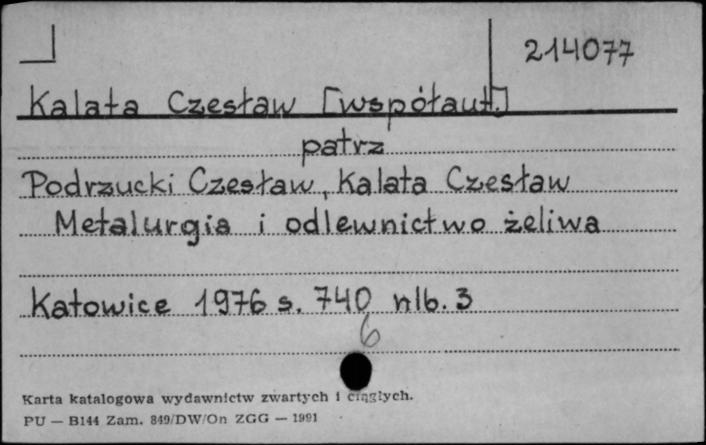 214077
Kalata Czesław [współaut.]
patrz
Podrzucki Czesław, Kalata Czesław
Metalurgia i odlewnictwo żeliwa
Katowice 1976 s. 740 nlb. 3
6
Karta katalogowa wydawnictw zwartych i ciągłych.
PU — B144 Zam. 849/DW/On ZGG — 1991